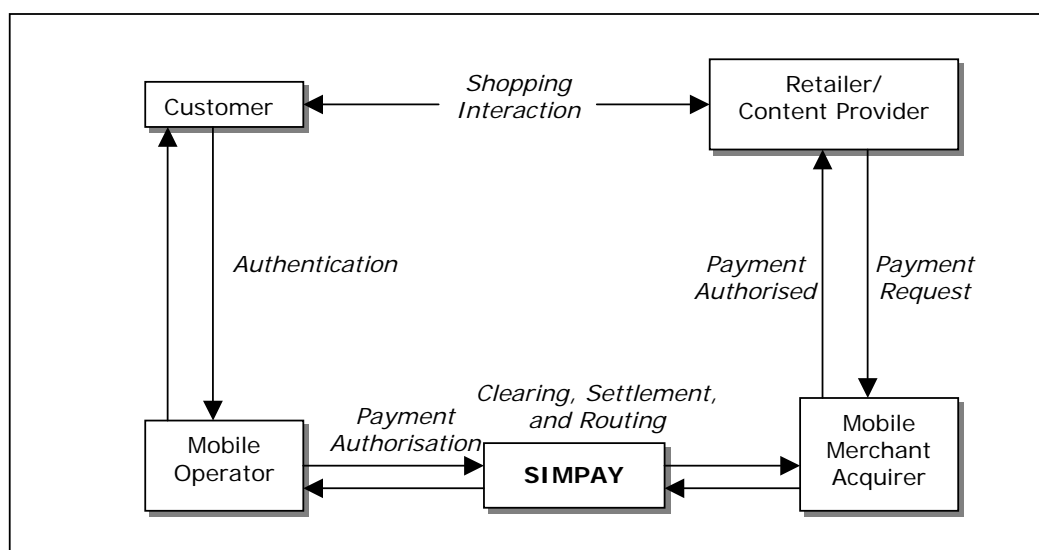 Customer
Shopping
Interaction
Retailer/
Content Provider
Authentication
Payment
Authorised
Payment
Request
Mobile
Operator
Payment
Authorisation
Clearing, Settlement,
and Routing
SIMPAY
Mobile
Merchant
Acquirer